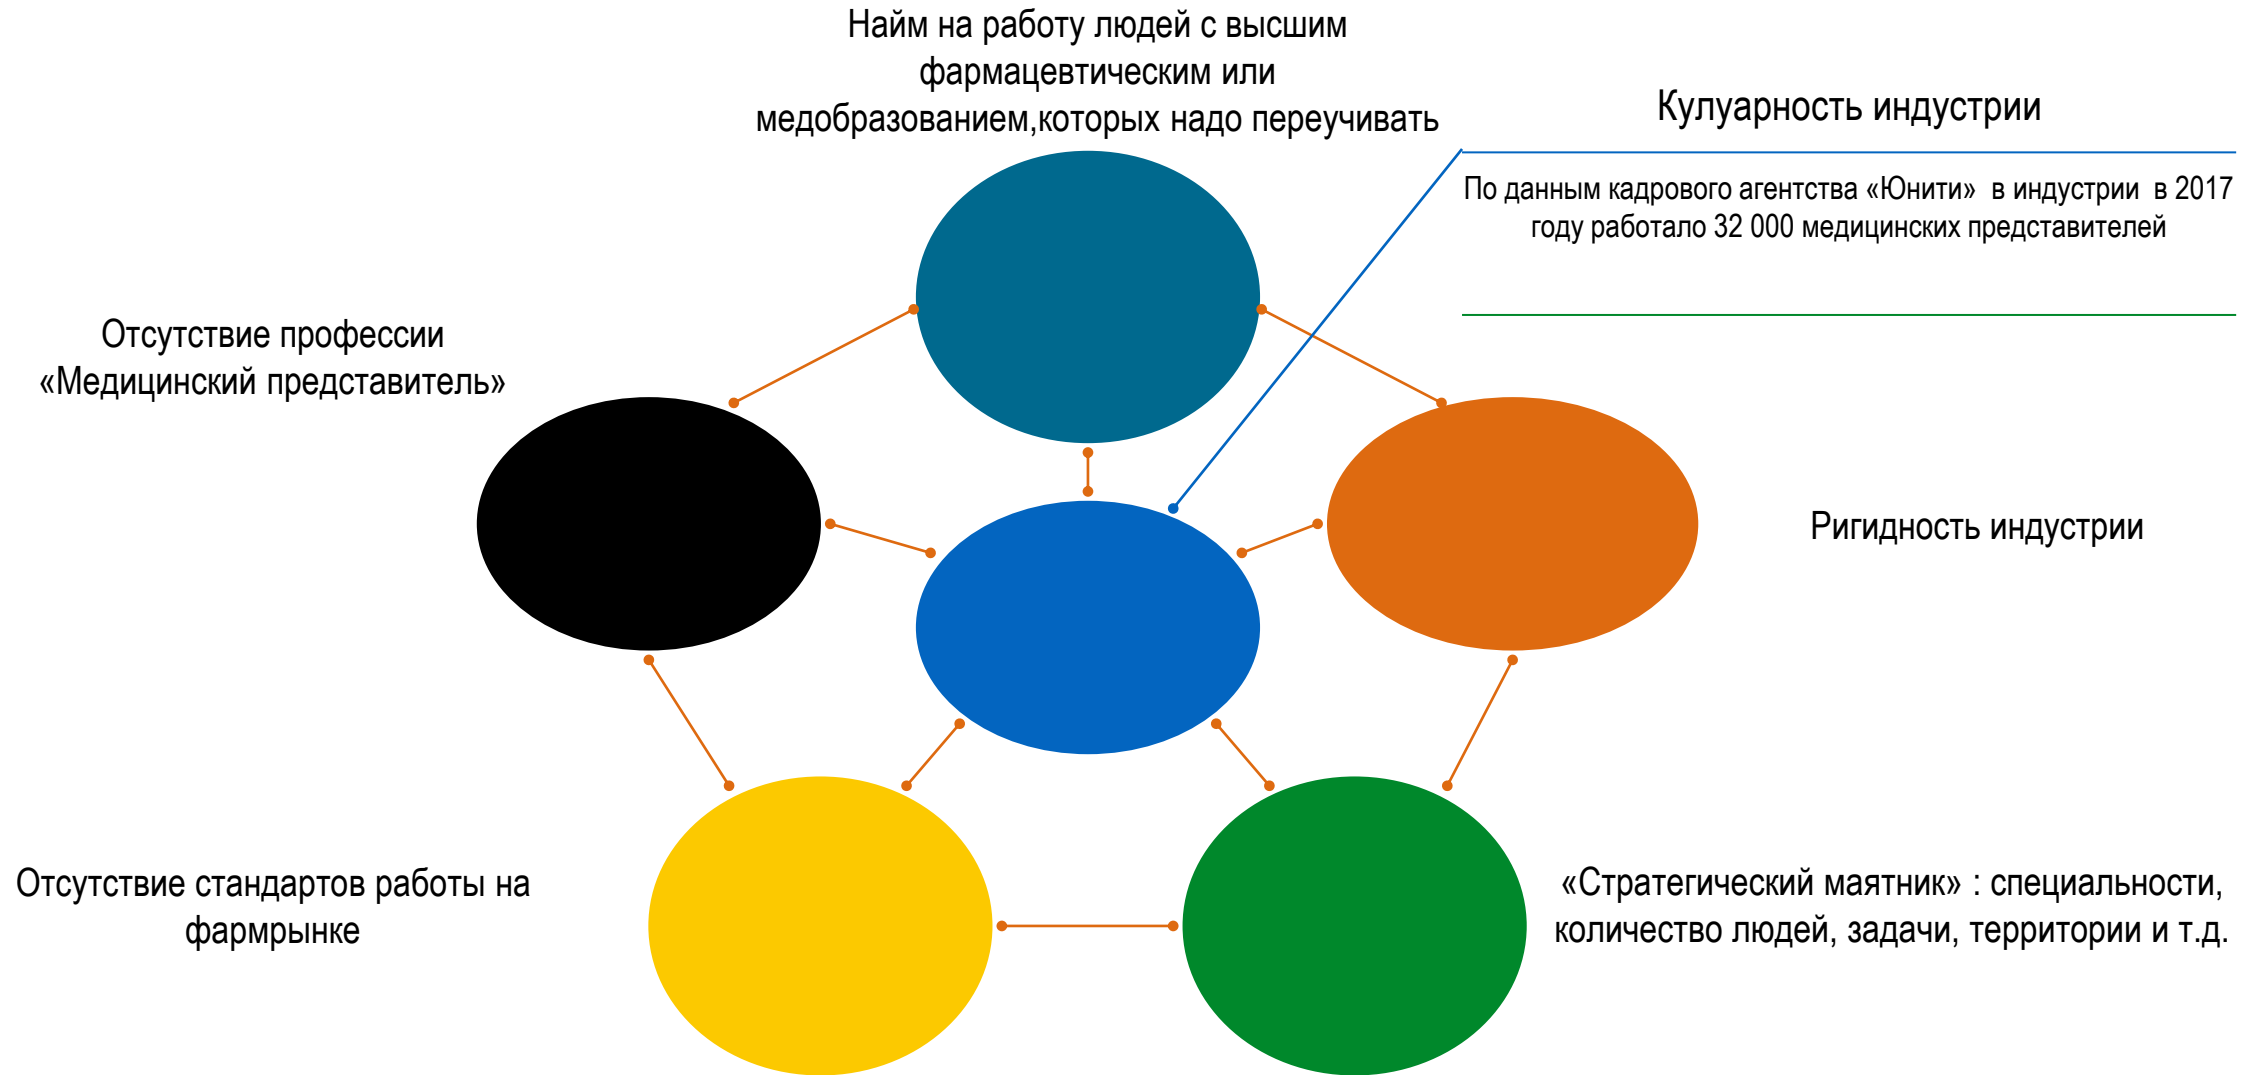 Найм на работу людей с высшим
фармацевтическим или
медобразованием,которых надо переучивать
Кулуарность индустрии
По данным кадрового агентства «Юнити» в индустрии в 2017
году работало 32 000 медицинских представителей
Отсутствие профессии
«Медицинский представитель»
Ригидность индустрии
Отсутствие стандартов работы на
фармрынке
«Стратегический маятник» : специальности,
количество людей, задачи, территории и т.д.